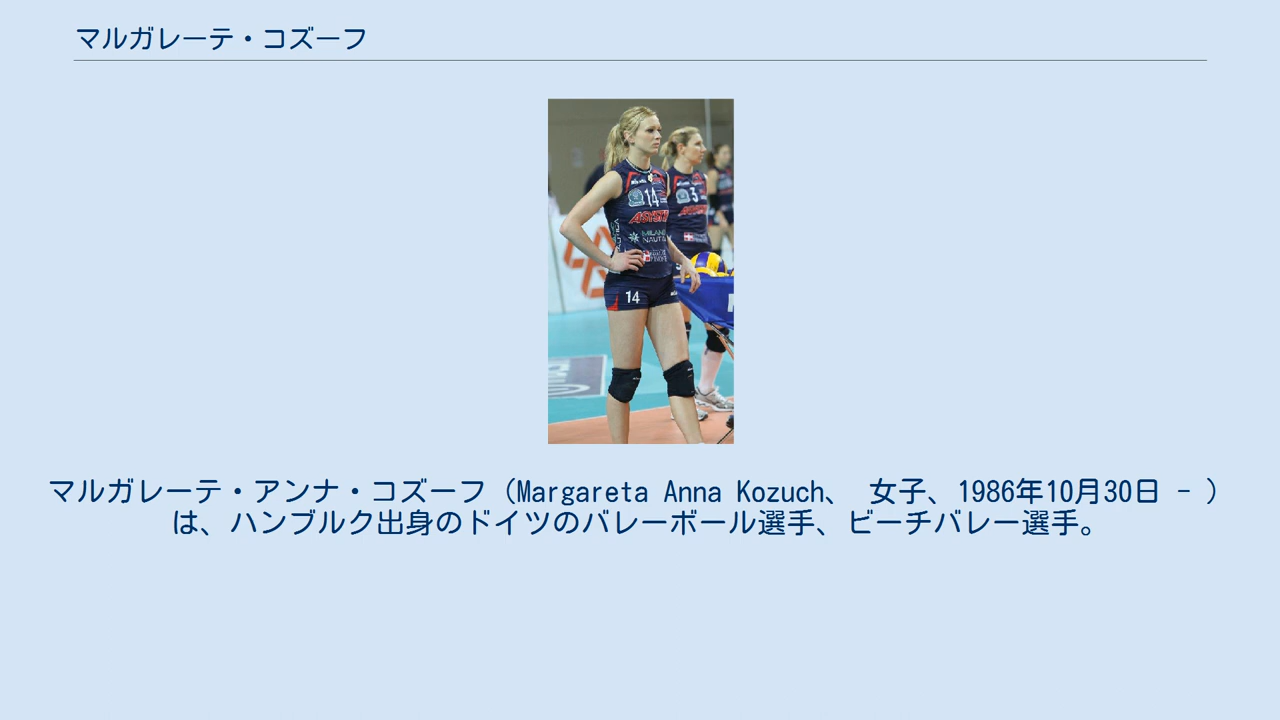 マルガレーテ・コズーフ
14
3
14
マルガレーテ・アンナ・コズーフ（Margareta Anna Kozuch、 女子、1986年10月30日 - ）
は、ハンブルク出身のドイツのバレーボール選手、ビーチバレー選手。